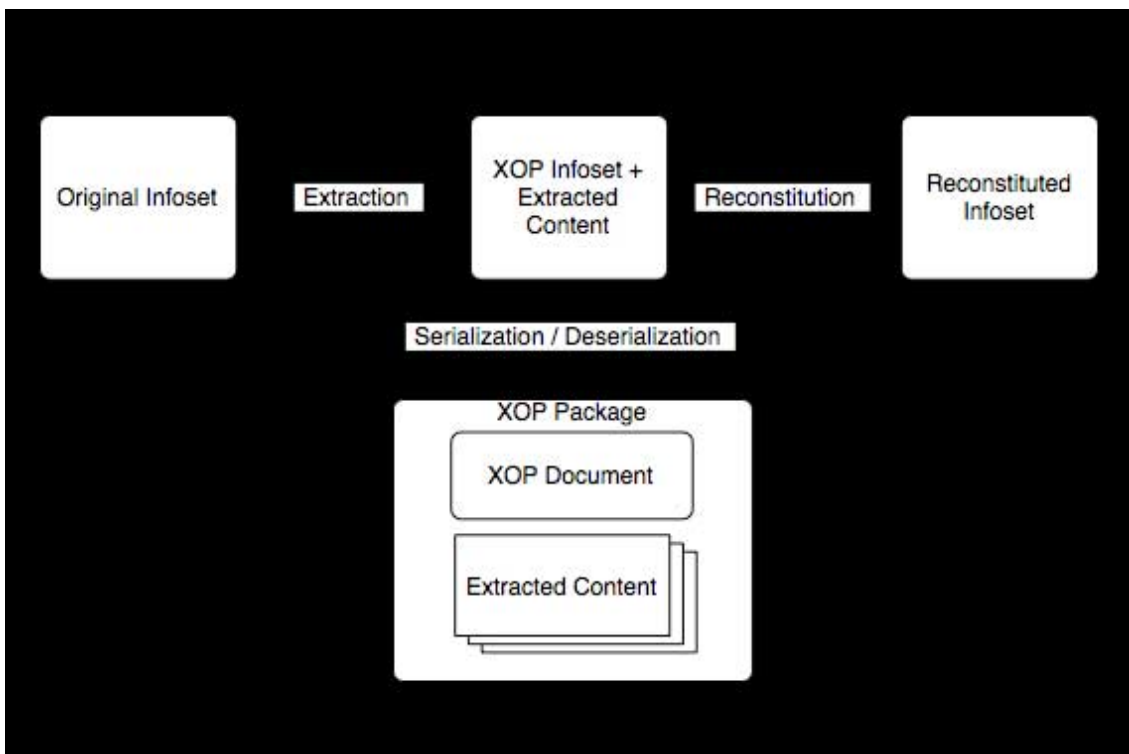 Original Infoset
Extraction
XOP Infoset +
Extracted
Content
Reconstitution
Reconstituted
Infoset
Serialization / Deserialization
XOP Package
XOP Document
Extracted Content